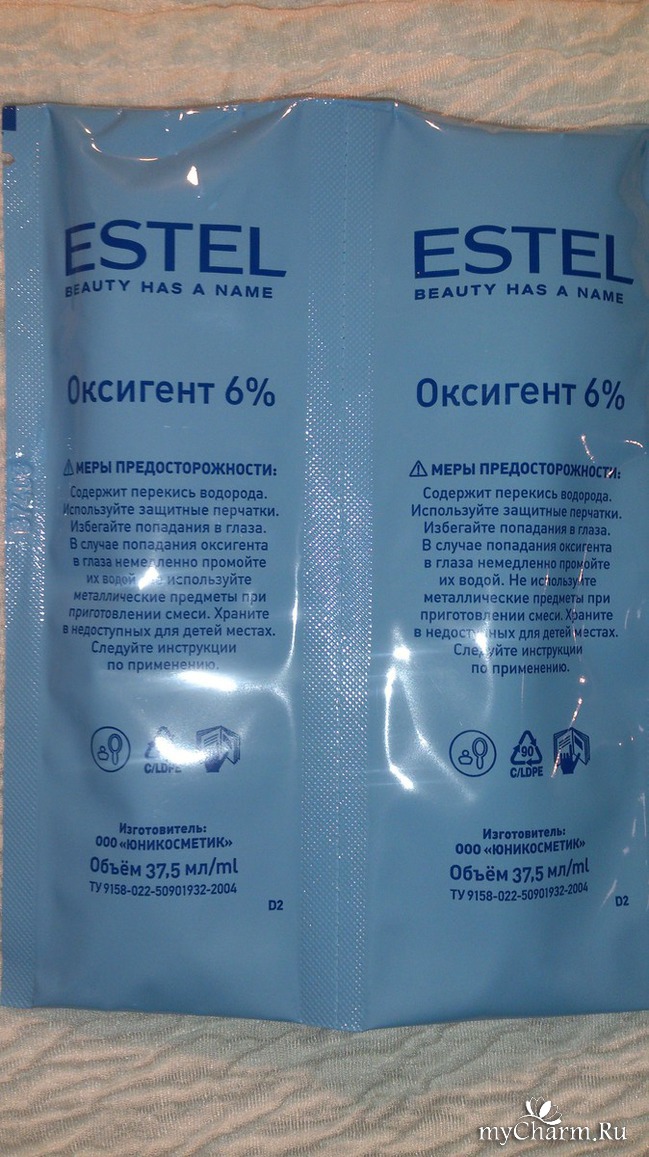 ESTEL
BEAUTY HAS A NAME
Оксигент 6%
МЕРЫ ПРЕДОСТОРОЖНОСТИ:
Содержит перекись водорода.
Используйте защитные перчатки.
Избегайте попадания в глаза.
В случае попадания оксигента
в глаза немедленно промойте
их водой. Не используйте
металлические предметы при
приготовлении смеси. Храните
в недоступных для детей местах.
Следуйте инструкции
по применению.
C/LDPE
Изготовитель:
ООО «ЮНИКОСМЕТИК»
Объём 37,5 мл/ml
ТУ 9158-022-50901932-2004
D2
ESTEL
BEAUTY HAS A NAME
Оксигент 6%
МЕРЫ ПРЕДОСТОРОЖНОСТИ:
Содержит перекись водорода.
Используйте защитные перчатки.
Избегайте попадания в глаза.
В случае попадания оксигента
в глаза немедленно промойте
их водой. Не используйте
металлические предметы при
приготовлении смеси. Храните
в недоступных для детей местах.
Следуйте инструкции
по применению.
90
C/LDPE
Изготовитель:
ООО «ЮНИКОСМЕТИК»
Объём 37,5 мл/ml
ТУ 9158-022-50901932-2004
D2
myCharm.Ru